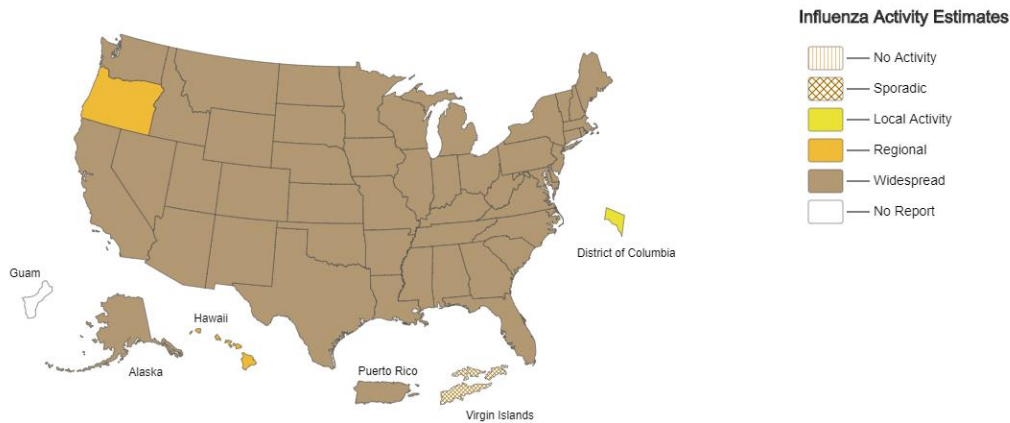 Influenza Activity Estimates
No Activity
Sporadic
Local Activity
Regional
Widespread
No Report
District of Columbia
Guam
Hawaii
Alaska
Puerto Rico
Virgin Islands